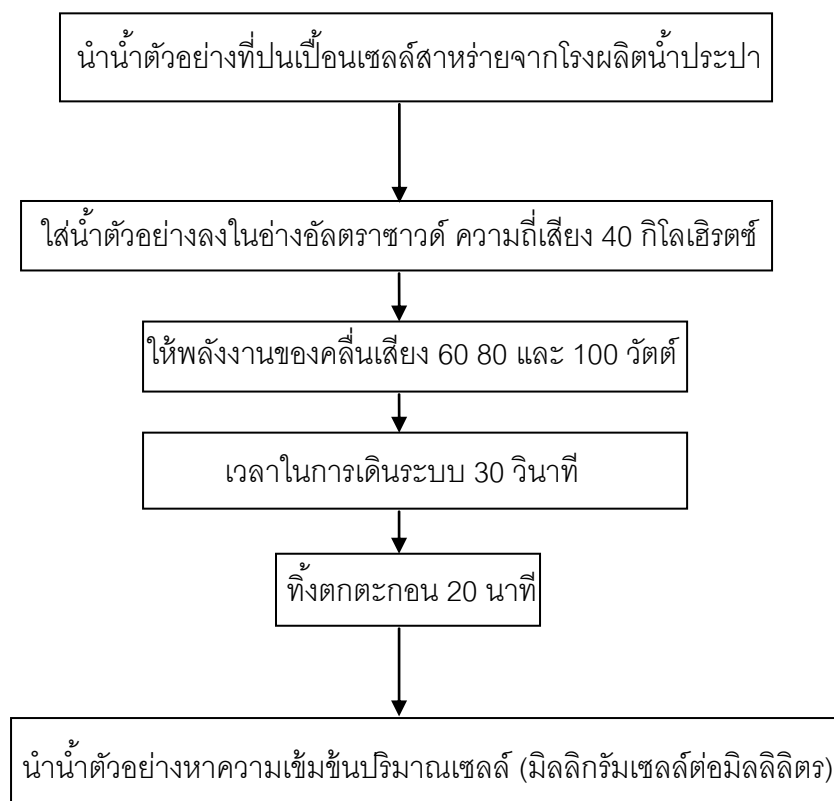 นำน้ำตัวอย่างที่ปนเปื้อนเซลล์สาหร่ายจากโรงผลิตน้ำประปา
ใส่น้ำตัวอย่างลงในอ่างอัลตราซาวด์ ความถี่เสียง 40 กิโลเฮิรตซ์
ให้พลังงานของคลื่นเสียง 60 80 และ 100 วัตต์
เวลาในการเดินระบบ 30 วินาที
ทิ้งตกตะกอน 20 นาที
นำน้ำตัวอย่างหาความเข้มข้นปริมาณเซลล์ (มิลลิกรัมเซลล์ต่อมิลลิลิตร)